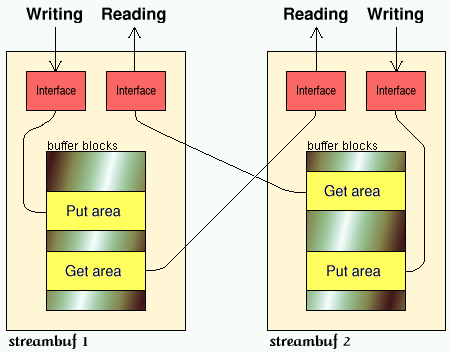 Writing Reading
Reading Writing
Interface Interface
Interface Interface
buffer blocks
buffer blocks
Put area
Get area
Get area
Put area
streambuf 1
streambuf 2